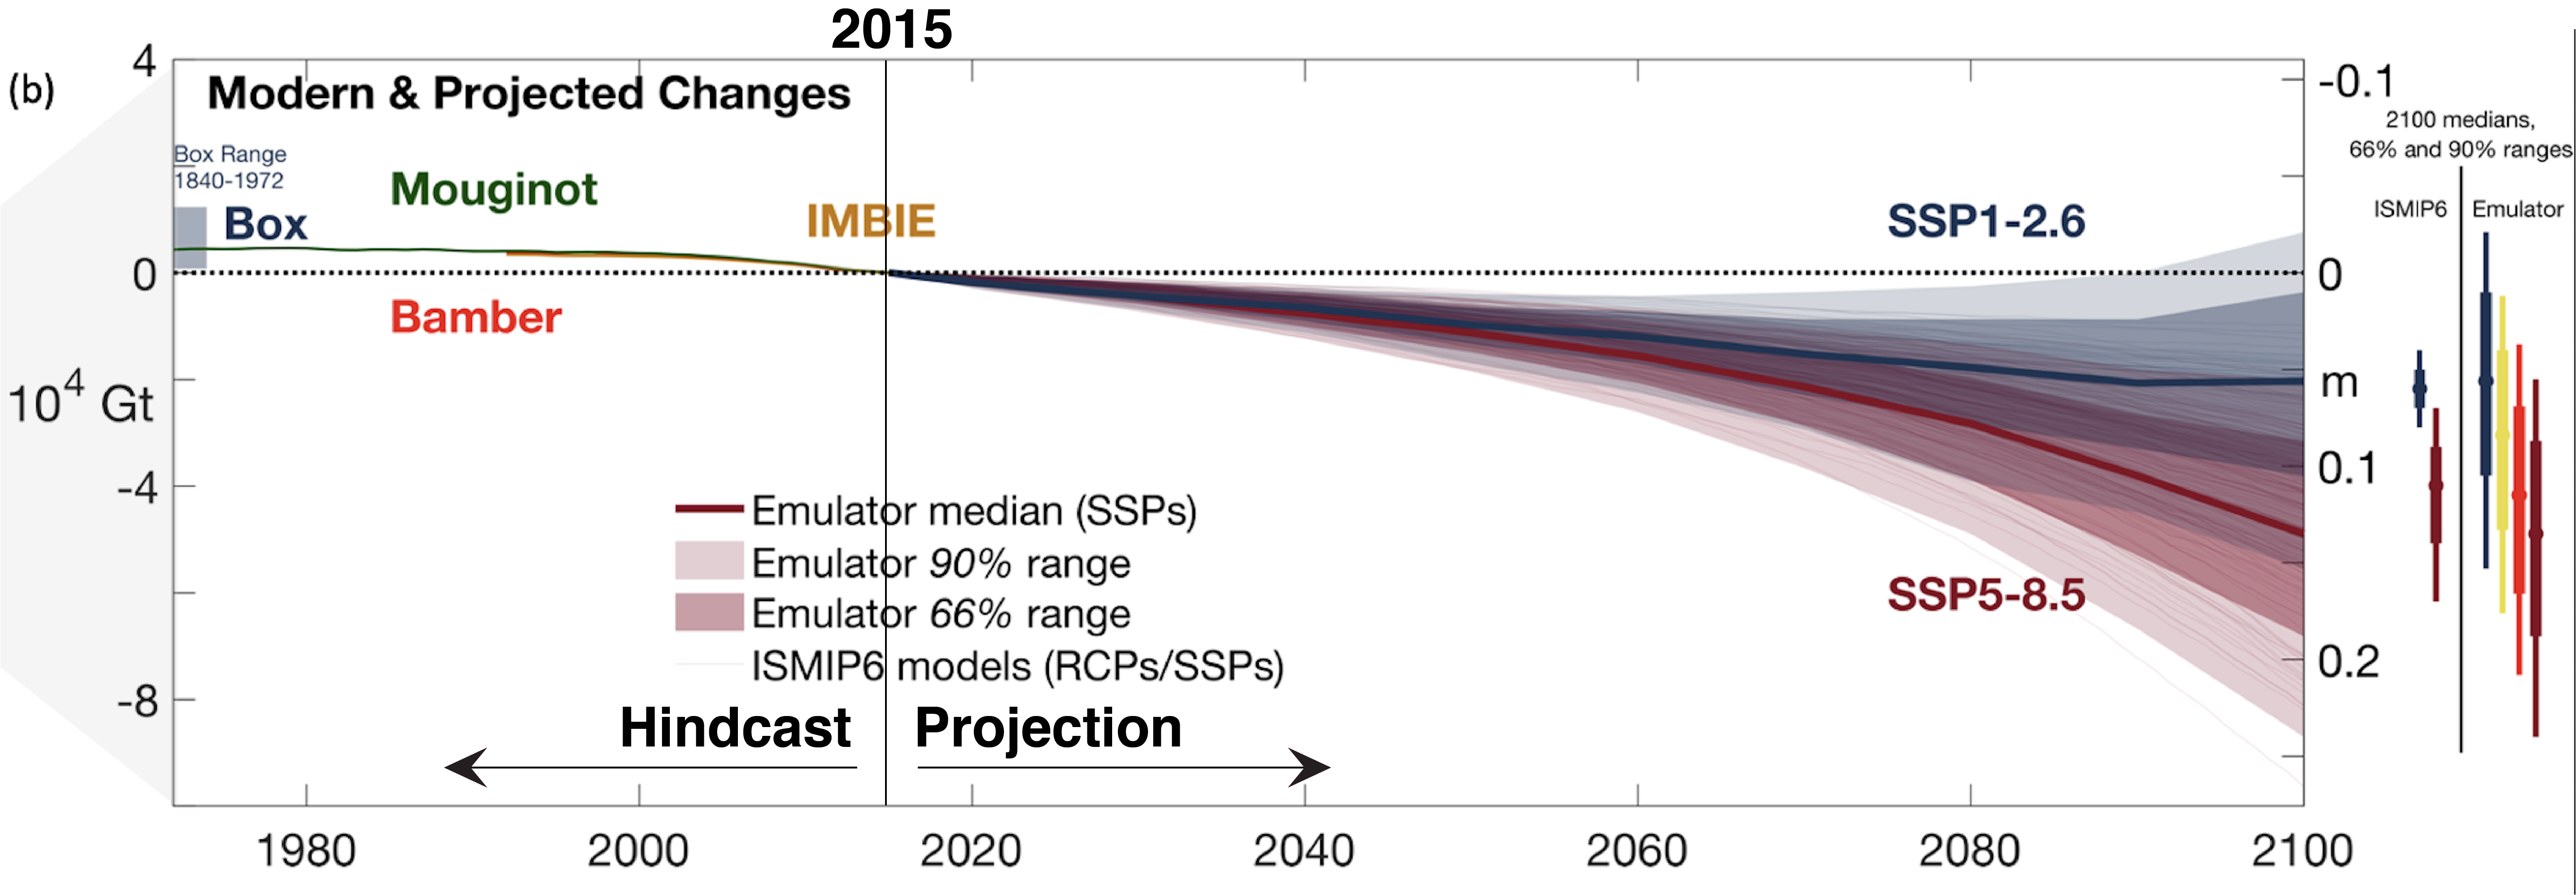 2015
(b)
Modern & Projected Changes
4
0
10⁴ Gt
-4
-8
Box Range
1840-1972
Box
Mouginot
IMBIE
Bamber
SSP1-2.6
SSP5-8.5
Emulator median (SSPs)
Emulator 90% range
Emulator 66% range
ISMIP6 models (RCPs/SSPs)
Hindcast
Projection
1980
2000
2020
2040
2060
2080
2100
-0.1
0
m
0.1
0.2
2100 medians,
66% and 90% ranges
ISMIP6
Emulator